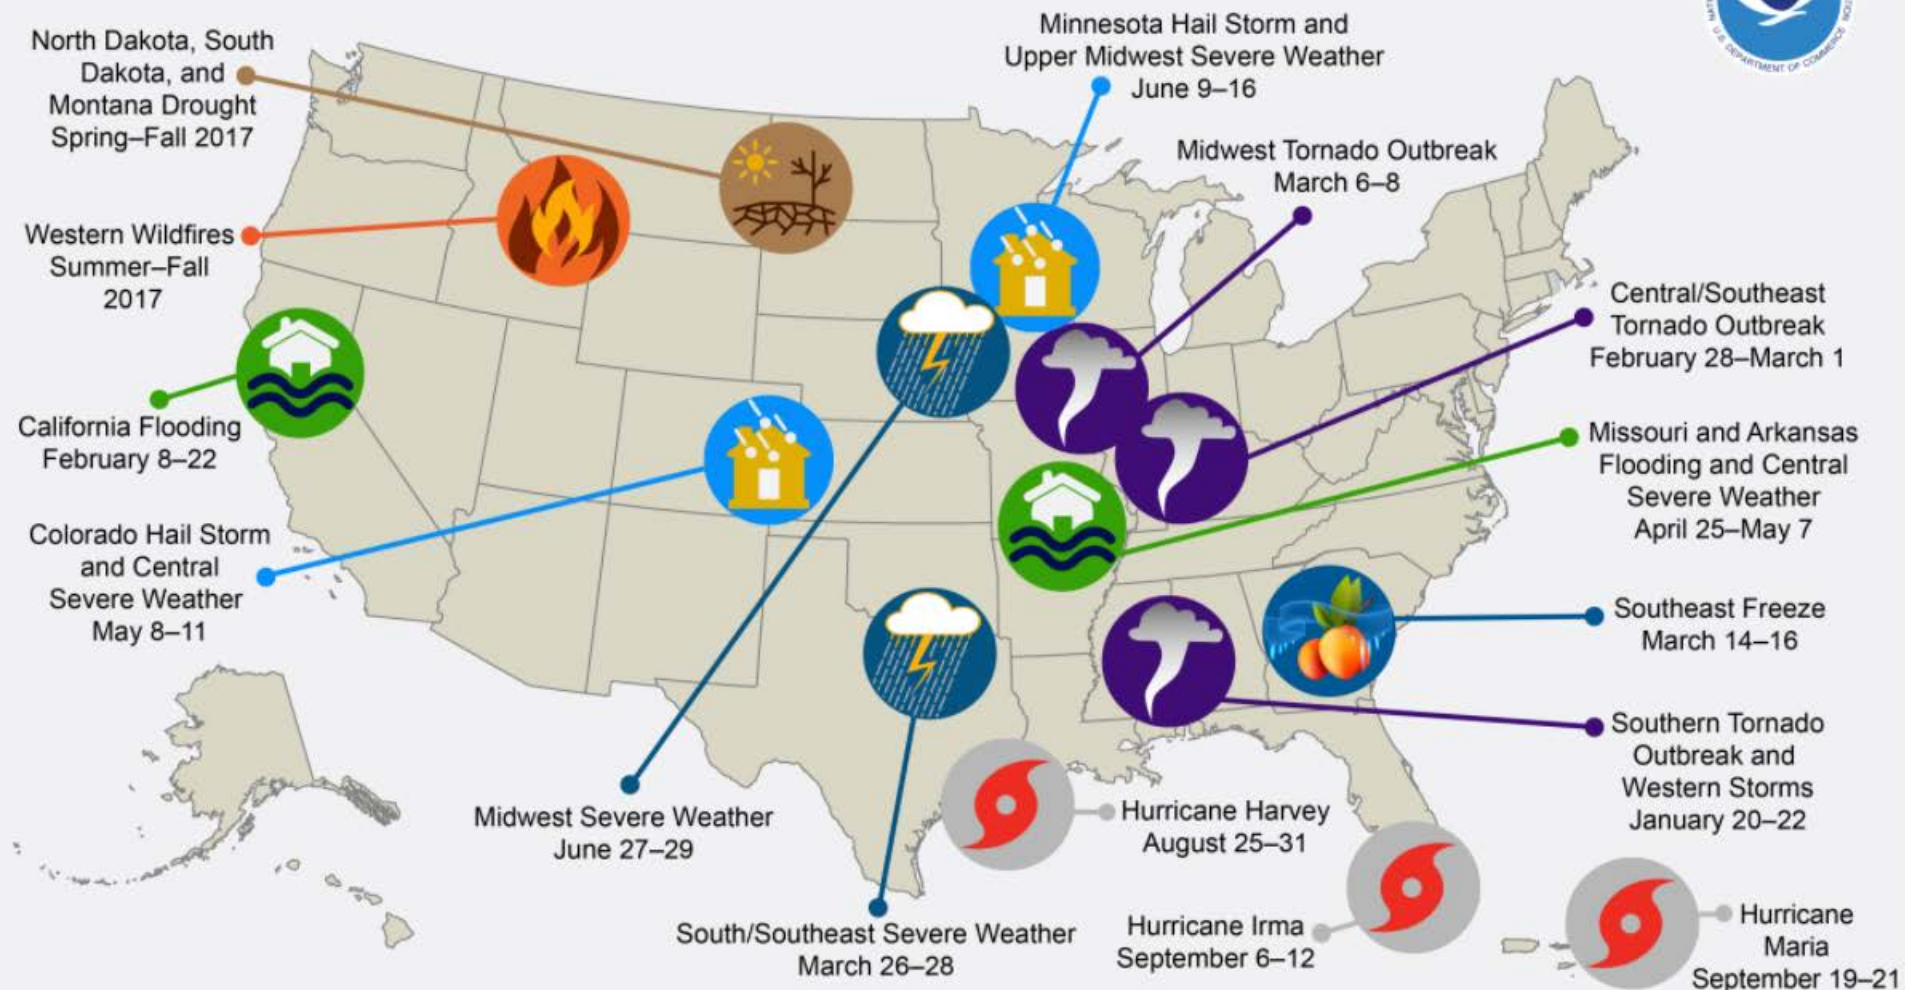 North Dakota, South
Dakota, and
Montana Drought
Spring–Fall 2017
Western Wildfires
Summer–Fall
2017
California Flooding
February 8–22
Colorado Hail Storm
and Central
Severe Weather
May 8–11
Minnesota Hail Storm and
Upper Midwest Severe Weather
June 9–16
Midwest Tornado Outbreak
March 6–8
Central/Southeast
Tornado Outbreak
February 28–March 1
Missouri and Arkansas
Flooding and Central
Severe Weather
April 25–May 7
Southeast Freeze
March 14–16
Southern Tornado
Outbreak and
Western Storms
January 20–22
Midwest Severe Weather
June 27–29
South/Southeast Severe Weather
March 26–28
Hurricane Harvey
August 25–31
Hurricane Irma
September 6–12
Hurricane
Maria
September 19–21
U.S. DEPARTMENT OF COMMERCE